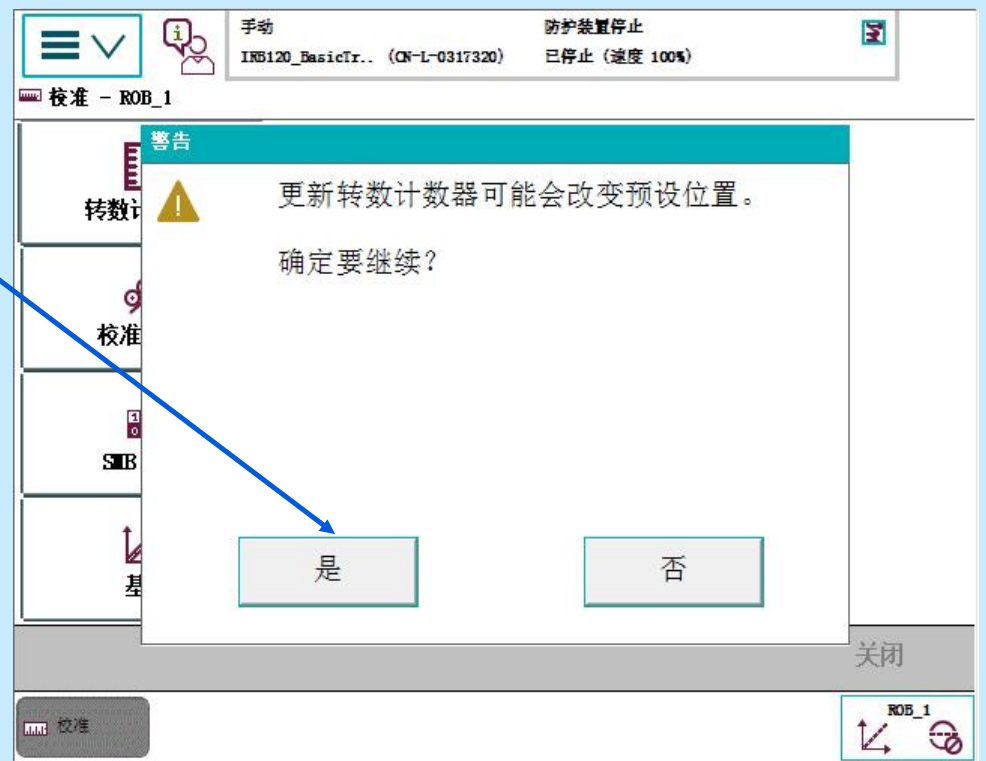 手动
防护装置停止
IRB120_BasicTr.. (CN-L-0317320)
已停止 (速度 100%)
校准 - ROB_1
警告
更新转数计数器可能会改变预设位置。
确定要继续?
转数计
校准
1
0
SMB
基
是
否
关闭
校准
ROB_1